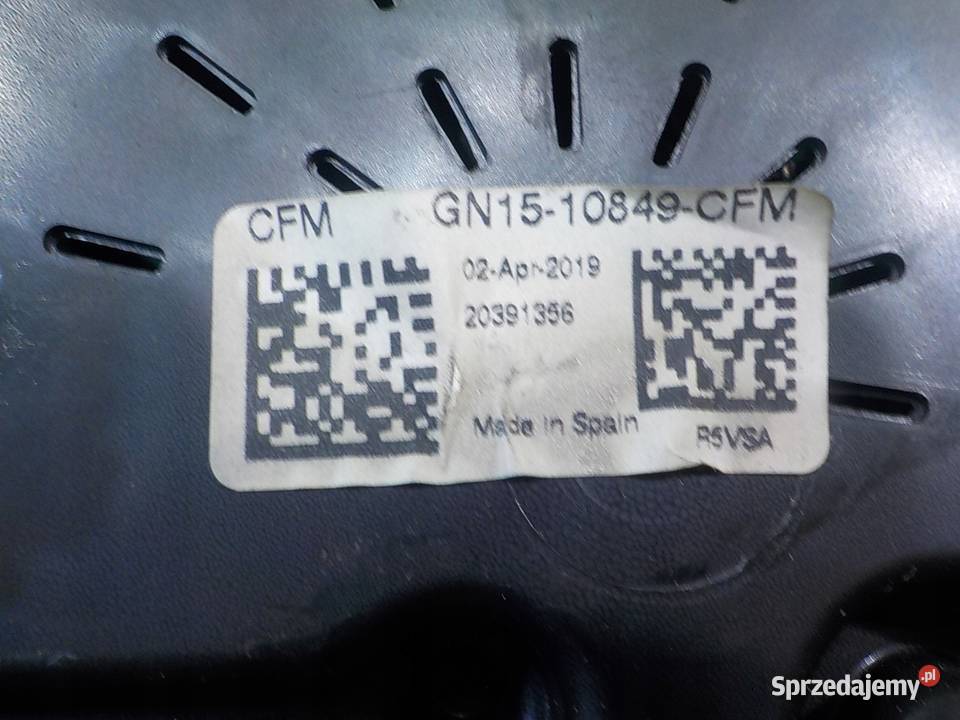 CFM GN15-10849-CFM
02-Apr-2019
20391356
Made in Spain
R5VSA
Sprzedajemy.pl